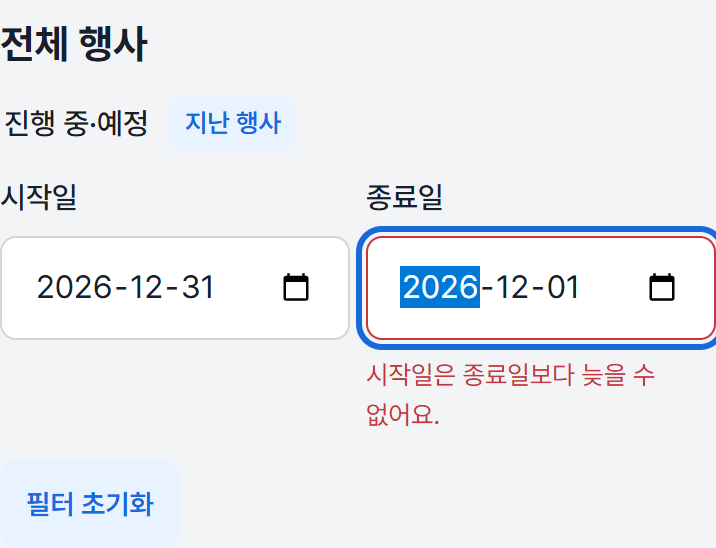 전체 행사
진행 중·예정 지난 행사
시작일 종료일
2026-12-31 2026-12-01
시작일은 종료일보다 늦을 수
없어요.
필터 초기화